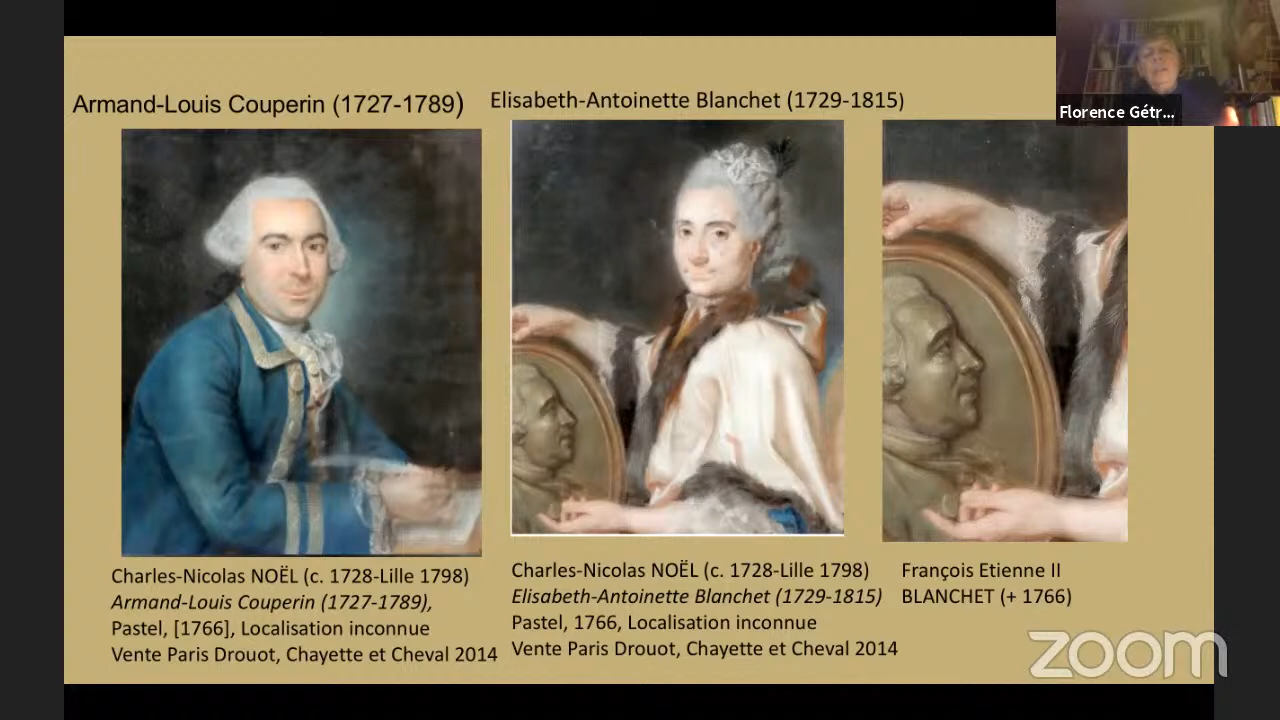 Armand-Louis Couperin (1727-1789)
Elisabeth-Antoinette Blanchet (1729-1815)
Florence Gétr...
Charles-Nicolas NOËL (c. 1728-Lille 1798)
Armand-Louis Couperin (1727-1789),
Pastel, [1766], Localisation inconnue
Vente Paris Drouot, Chayette et Cheval 2014
Charles-Nicolas NOËL (c. 1728-Lille 1798)
Elisabeth-Antoinette Blanchet (1729-1815)
Pastel, 1766, Localisation inconnue
Vente Paris Drouot, Chayette et Cheval 2014
François Etienne II
BLANCHET (+ 1766)
zoom